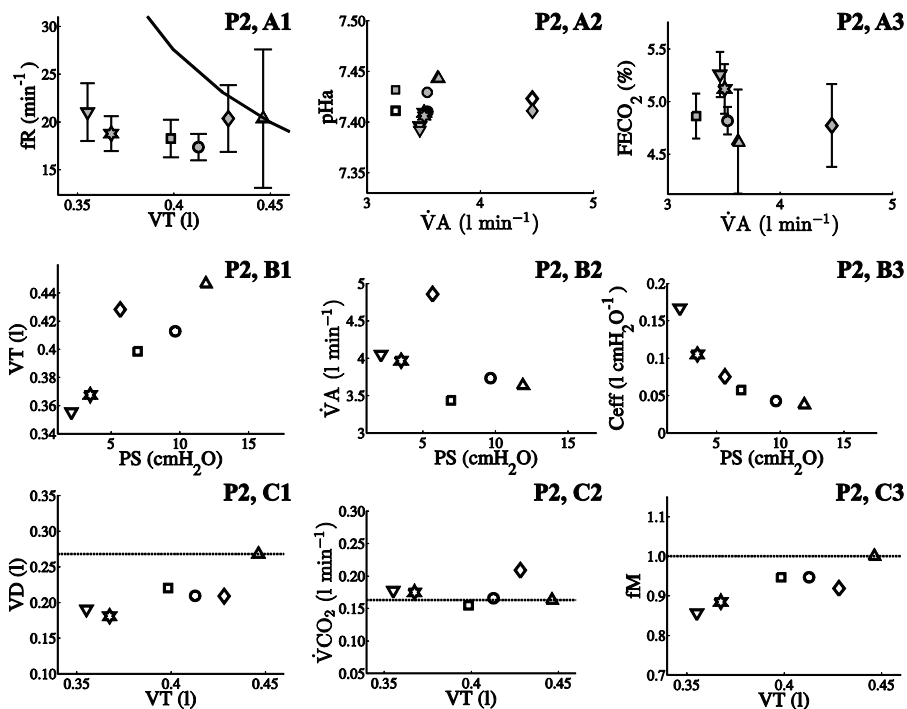 P2, A1
30
25
20
15
fR (min⁻¹)
0.35
0.4
0.45
VT (l)
P2, A2
7.50
7.45
7.40
7.35
pHa
3
4
5
V̇A (l min⁻¹)
P2, A3
5.5
5.0
4.5
FECO₂ (%)
3
4
5
V̇A (l min⁻¹)
P2, B1
0.44
0.42
0.4
0.38
0.36
0.34
VT (l)
5
10
15
PS (cmH₂O)
P2, B2
5
4.5
4
3.5
3
V̇A (l min⁻¹)
5
10
15
PS (cmH₂O)
P2, B3
0.2
0.15
0.1
0.05
0
Ceff (l cmH₂O⁻¹)
5
10
15
PS (cmH₂O)
P2, C1
0.35
0.30
0.25
0.20
0.15
0.10
VD (l)
0.35
0.4
0.45
VT (l)
P2, C2
0.30
0.25
0.20
0.15
0.10
0.05
V̇CO₂ (l min⁻¹)
0.35
0.4
0.45
VT (l)
P2, C3
1.1
1.0
0.9
0.8
0.7
fM
0.35
0.4
0.45
VT (l)